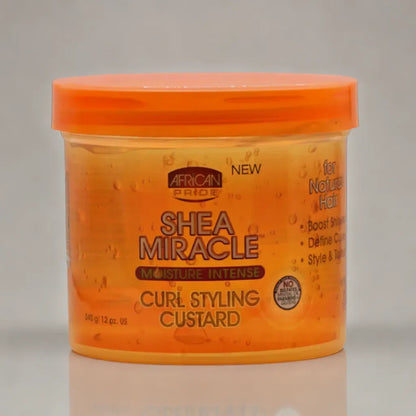 AFRICAN
PRIDE
NEW
SHEA
MIRACLE
MOISTURE INTENSE
CURL STYLING
CUSTARD
340 g/12 oz.
for
Natural
Hair
• Boost
• Define
• Style &
NO